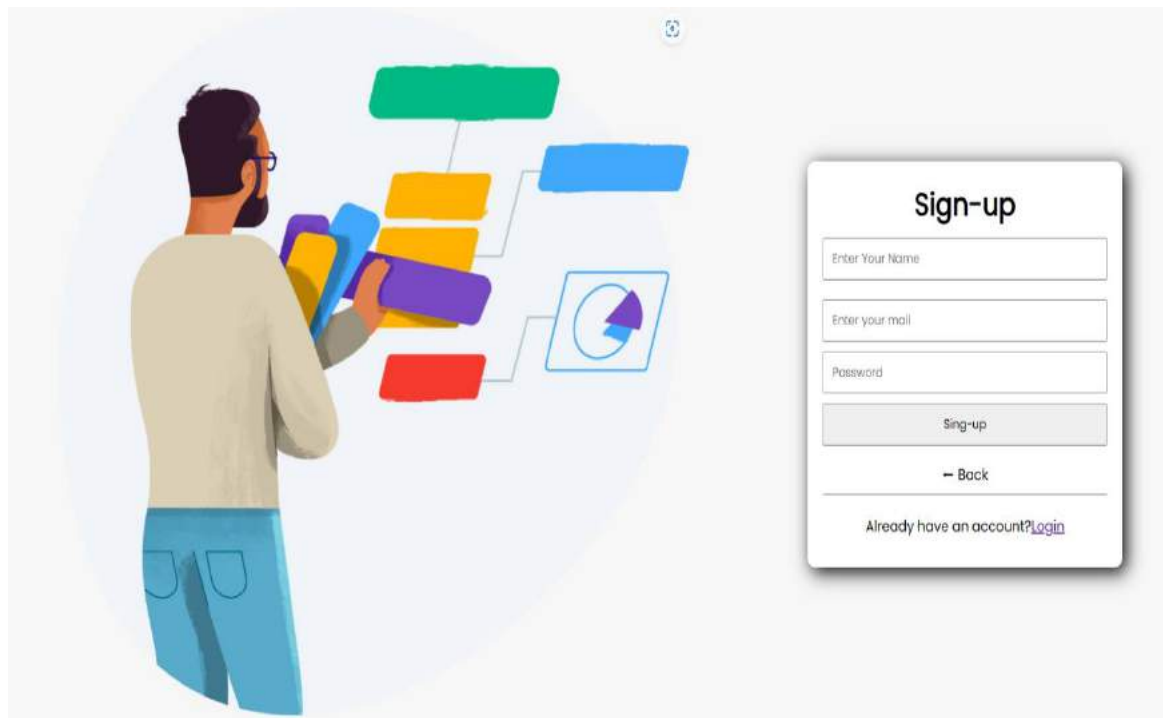 Sign-up
Enter Your Name
Enter your mail
Password
Sing-up
← Back
Already have an account?Login